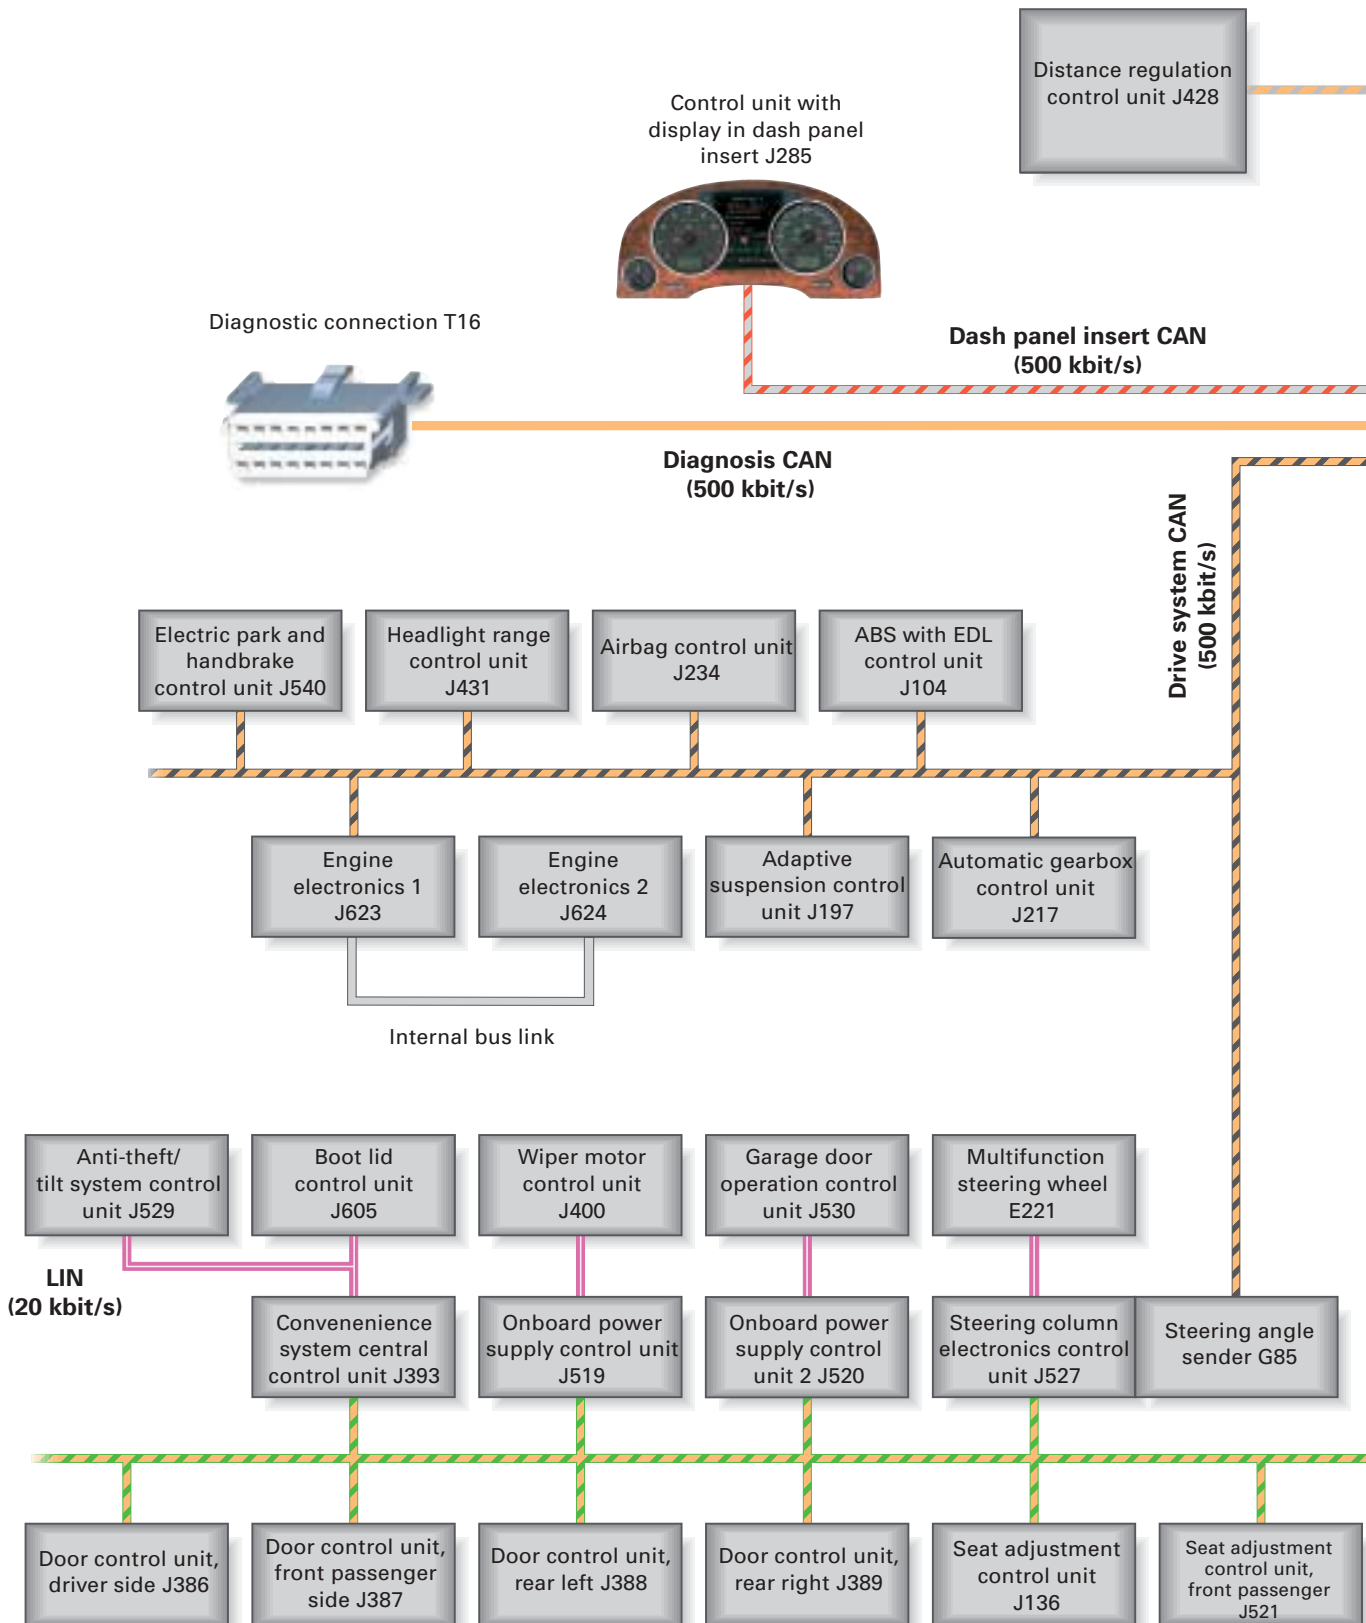 Distance regulation
control unit J428
Control unit with
display in dash panel
insert J285
Diagnostic connection T16
Dash panel insert CAN
(500 kbit/s)
Diagnosis CAN
(500 kbit/s)
Drive system CAN
(500 kbit/s)
Electric park and
handbrake
control unit J540
Headlight range
control unit
J431
Airbag control unit
J234
ABS with EDL
control unit
J104
Engine
electronics 1
J623
Engine
electronics 2
J624
Adaptive
suspension control
unit J197
Automatic gearbox
control unit
J217
Internal bus link
Anti-theft/
tilt system control
unit J529
Boot lid
control unit
J605
Wiper motor
control unit
J400
Garage door
operation control
unit J530
Multifunction
steering wheel
E221
LIN
(20 kbit/s)
Convenenience
system central
control unit J393
Onboard power
supply control unit
J519
Onboard power
supply control
unit 2 J520
Steering column
electronics control
unit J527
Steering angle
sender G85
Door control unit,
driver side J386
Door control unit,
front passenger
side J387
Door control unit,
rear left J388
Door control unit,
rear right J389
Seat adjustment
control unit
J136
Seat adjustment
control unit,
front passenger
J521